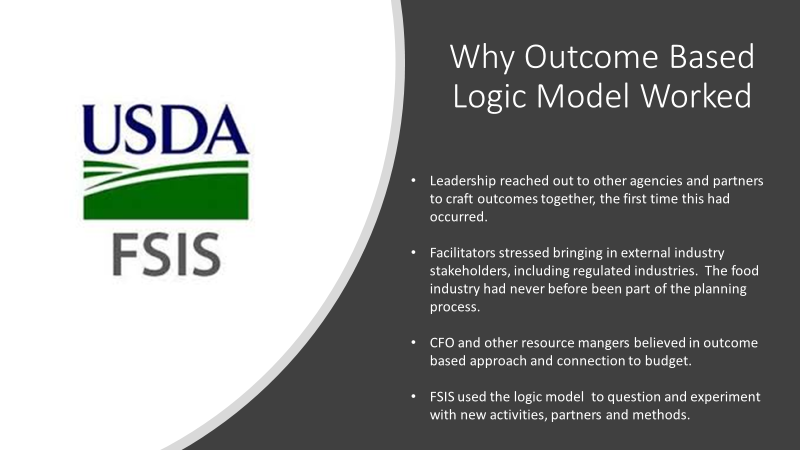 USDA
FSIS
Why Outcome Based
Logic Model Worked
• Leadership reached out to other agencies and partners
to craft outcomes together, the first time this had
occurred.
• Facilitators stressed bringing in external industry
stakeholders, including regulated industries.  The food
industry had never before been part of the planning
process.
• CFO and other resource mangers believed in outcome
based approach and connection to budget.
• FSIS used the logic model  to question and experiment
with new activities, partners and methods.